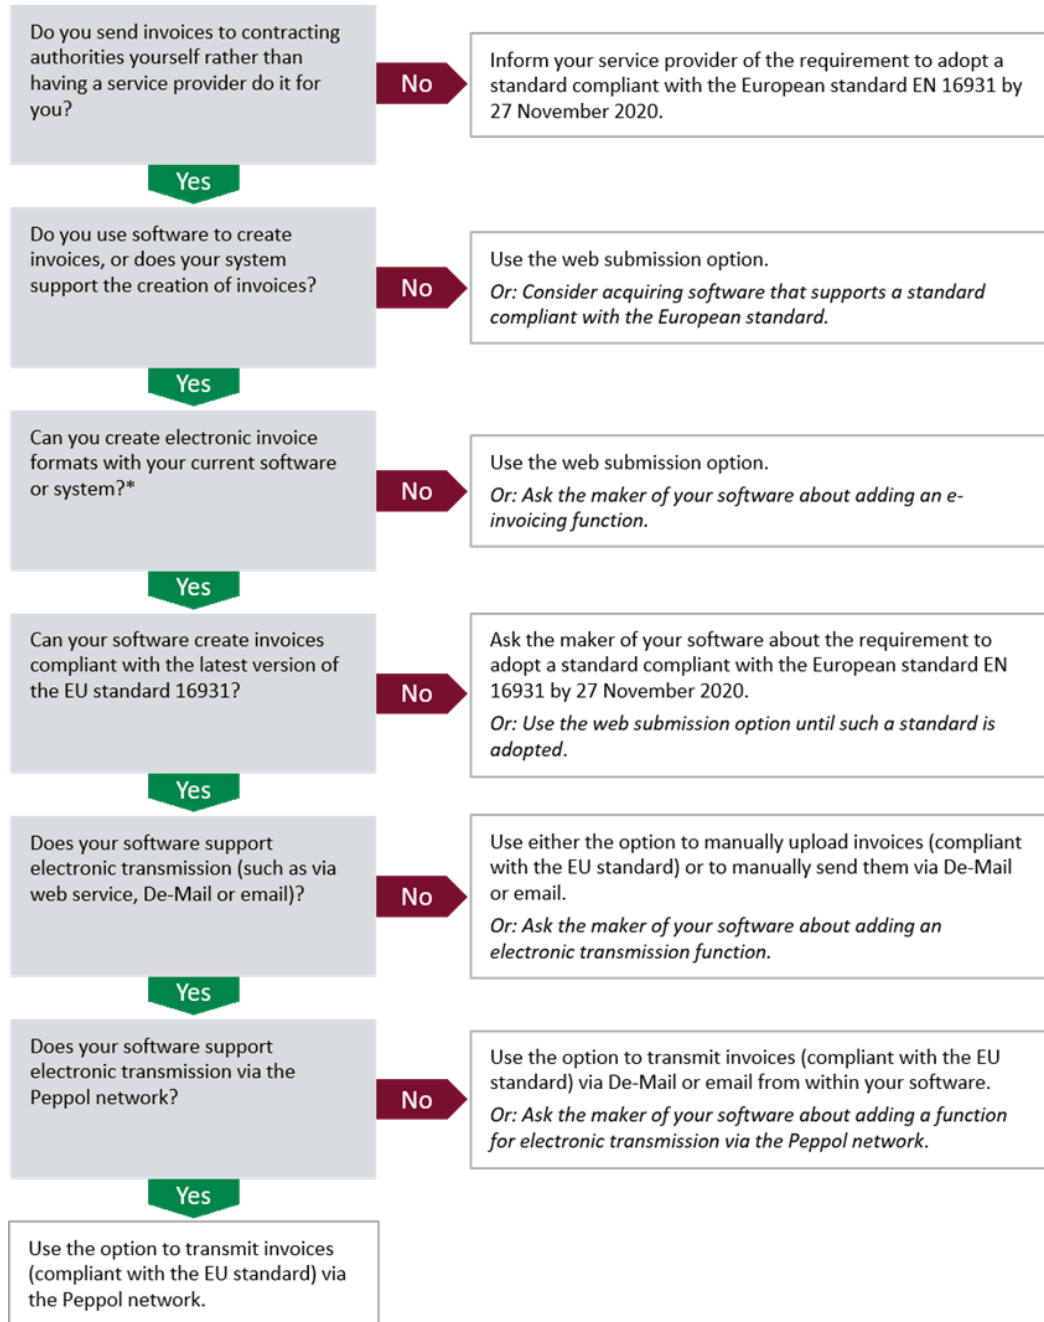 Do you send invoices to contracting
authorities yourself rather than
having a service provider do it for
you?
No
Inform your service provider of the requirement to adopt a
standard compliant with the European standard EN 16931 by
27 November 2020.
Yes
Do you use software to create
invoices, or does your system
support the creation of invoices?
No
Use the web submission option.
Or: Consider acquiring software that supports a standard
compliant with the European standard.
Yes
Can you create electronic invoice
formats with your current software
or system?*
No
Use the web submission option.
Or: Ask the maker of your software about adding an e-
invoicing function.
Yes
Can your software create invoices
compliant with the latest version of
the EU standard 16931?
No
Ask the maker of your software about the requirement to
adopt a standard compliant with the European standard EN
16931 by 27 November 2020.
Or: Use the web submission option until such a standard is
adopted.
Yes
Does your software support
electronic transmission (such as via
web service, De-Mail or email)?
No
Use either the option to manually upload invoices (compliant
with the EU standard) or to manually send them via De-Mail
or email.
Or: Ask the maker of your software about adding an
electronic transmission function.
Yes
Does your software support
electronic transmission via the
Peppol network?
No
Use the option to transmit invoices (compliant with the EU
standard) via De-Mail or email from within your software.
Or: Ask the maker of your software about adding a function
for electronic transmission via the Peppol network.
Yes
Use the option to transmit invoices
(compliant with the EU standard) via
the Peppol network.